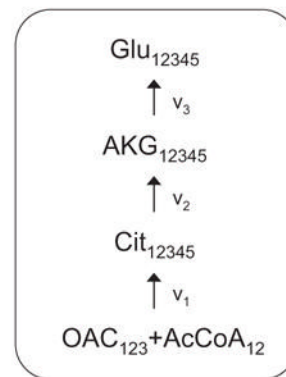 Glu₁₂₃₄₅
v₃
AKG₁₂₃₄₅
v₂
Cit₁₂₃₄₅
v₁
OAC₁₂₃+AcCoA₁₂